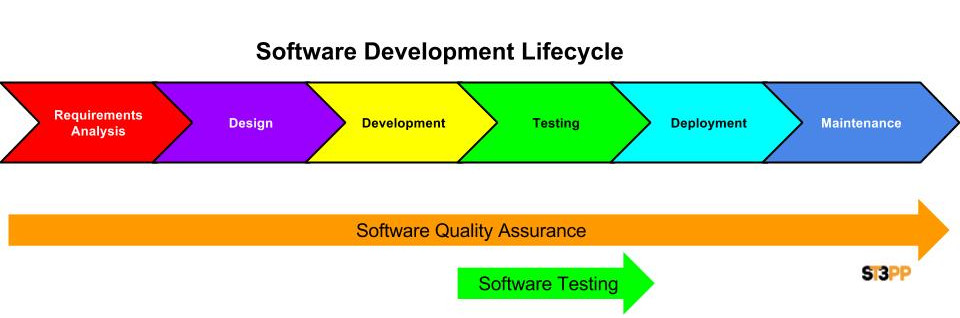 Software Development Lifecycle
Requirements
Analysis
Design
Development
Testing
Deployment
Maintenance
Software Quality Assurance
Software Testing
ST3PP